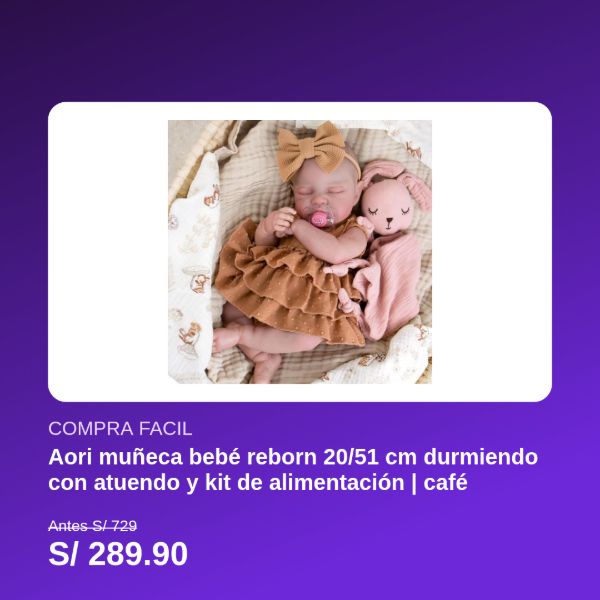 COMPRA FACIL
Aori muñeca bebé reborn 20/51 cm durmiendo
con atuendo y kit de alimentación | café
Antes S/ 729
S/ 289.90